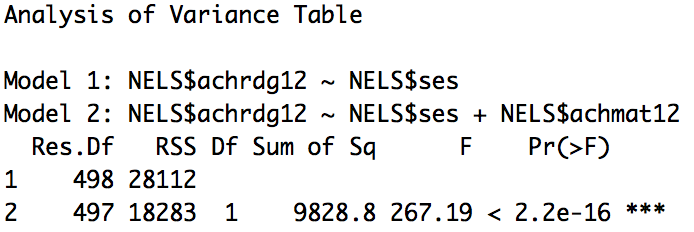 Analysis of Variance Table
Model 1: NELS$achrdg12 ~ NELS$ses
Model 2: NELS$achrdg12 ~ NELS$ses + NELS$achmat12
  Res.Df   RSS Df Sum of Sq      F    Pr(>F)
1    498 28112
2    497 18283  1    9828.8 267.19 < 2.2e-16 ***